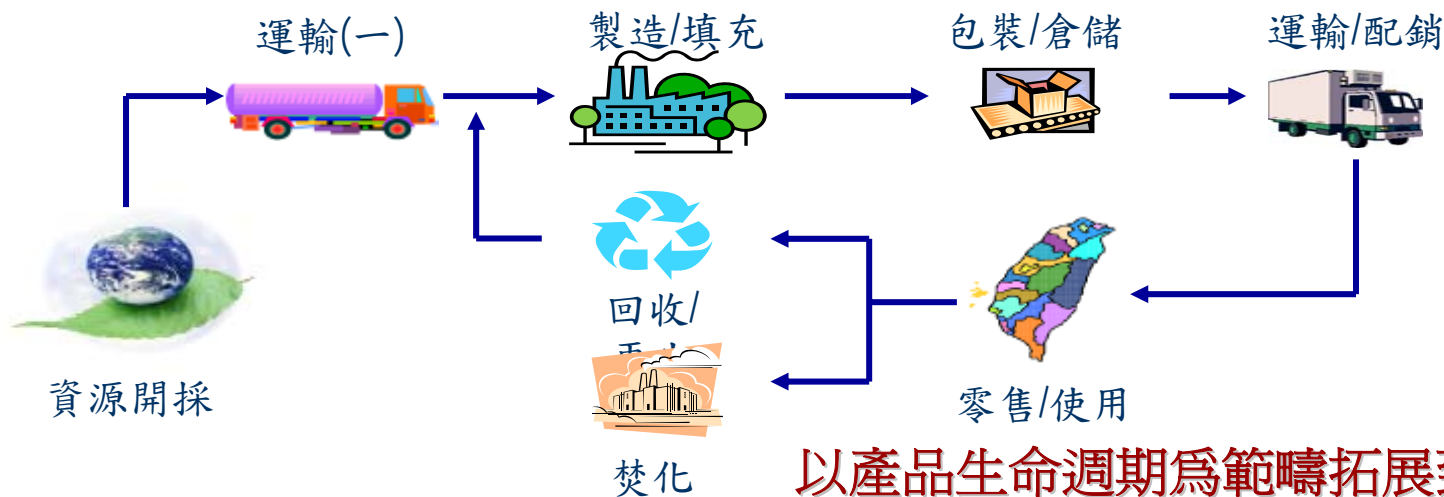 運輸(一)
製造/填充
包裝/倉儲
運輸/配銷
回收/
資源開採
零售/使用
焚化
以產品生命週期為範疇拓展